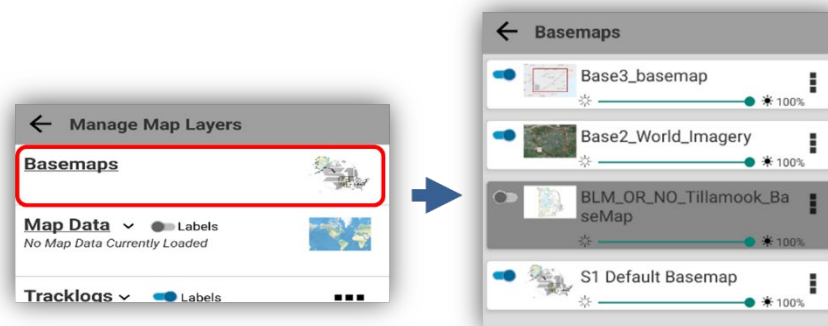 Manage Map Layers
Basemaps
Map Data
Labels
No Map Data Currently Loaded
Tracklogs
Labels
Basemaps
Base3_basemap
100%
Base2_World_Imagery
100%
BLM_OR_NO_Tillamook_Ba
seMap
100%
S1 Default Basemap
100%